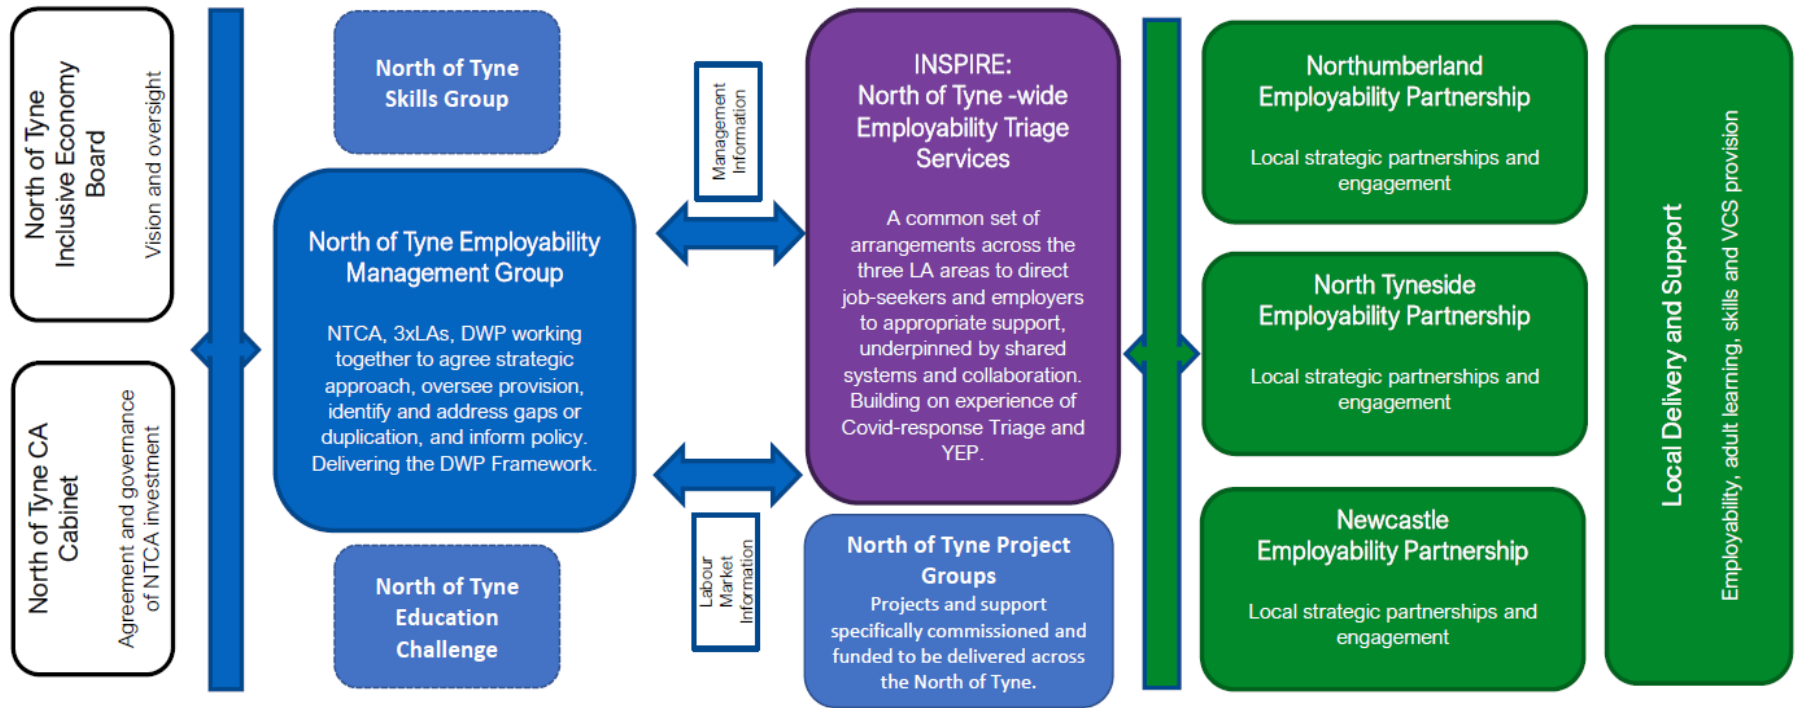 North of Tyne
Inclusive Economy
Board
Vision and oversight
North of Tyne CA
Cabinet
Agreement and governance
of NTCA investment
North of Tyne
Skills Group
North of Tyne Employability
Management Group
NTCA, 3xLAs, DWP working
together to agree strategic
approach, oversee provision,
identify and address gaps or
duplication, and inform policy.
Delivering the DWP Framework.
North of Tyne
Education
Challenge
Management
Information
Labour
Market
Information
INSPIRE:
North of Tyne -wide
Employability Triage
Services
A common set of
arrangements across the
three LA areas to direct
job-seekers and employers
to appropriate support,
underpinned by shared
systems and collaboration.
Building on experience of
Covid-response Triage and
YEP.
North of Tyne Project
Groups
Projects and support
specifically commissioned and
funded to be delivered across
the North of Tyne.
Northumberland
Employability Partnership
Local strategic partnerships and
engagement
North Tyneside
Employability Partnership
Local strategic partnerships and
engagement
Newcastle
Employability Partnership
Local strategic partnerships and
engagement
Local Delivery and Support
Employability, adult learning, skills and VCS provision